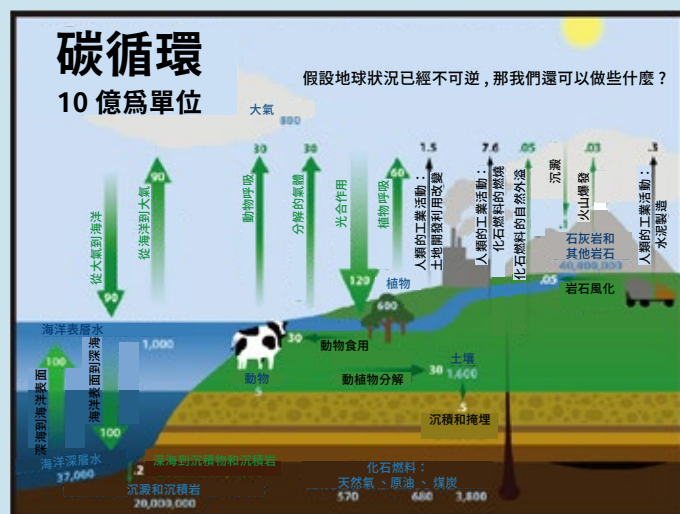 碳循環
10 億爲單位
假設地球狀況已經不可逆 , 那我們還可以做些什麼 ?
大氣
800
30
30
1.5
7.6
.05
.03
.3
90
60
從大氣到海洋
從海洋到大氣
動物呼吸
分解的氣體
光合作用
植物呼吸
人類的工業活動：
土地開發利用改變
人類的工業活動：
化石燃料的燃燒
化石燃料的自然外溢
沉澱
火山爆發
人類的工業活動：
水泥製造
石灰岩和
其他岩石
40,000,000
.05
岩石風化
90
120
植物
600
海洋表層水
1,000
30
動物食用
動物
5
動植物分解
30
土壤
1,600
.5
沉積和掩埋
100
深海到海洋表面
海洋表面到深海
100
海洋深層水
37,000
.2
深海到沉積物和沉積岩
沉澱和沉積岩
20,000,000
化石燃料：
天然氣 、原油 、 煤炭
570
680
3,800